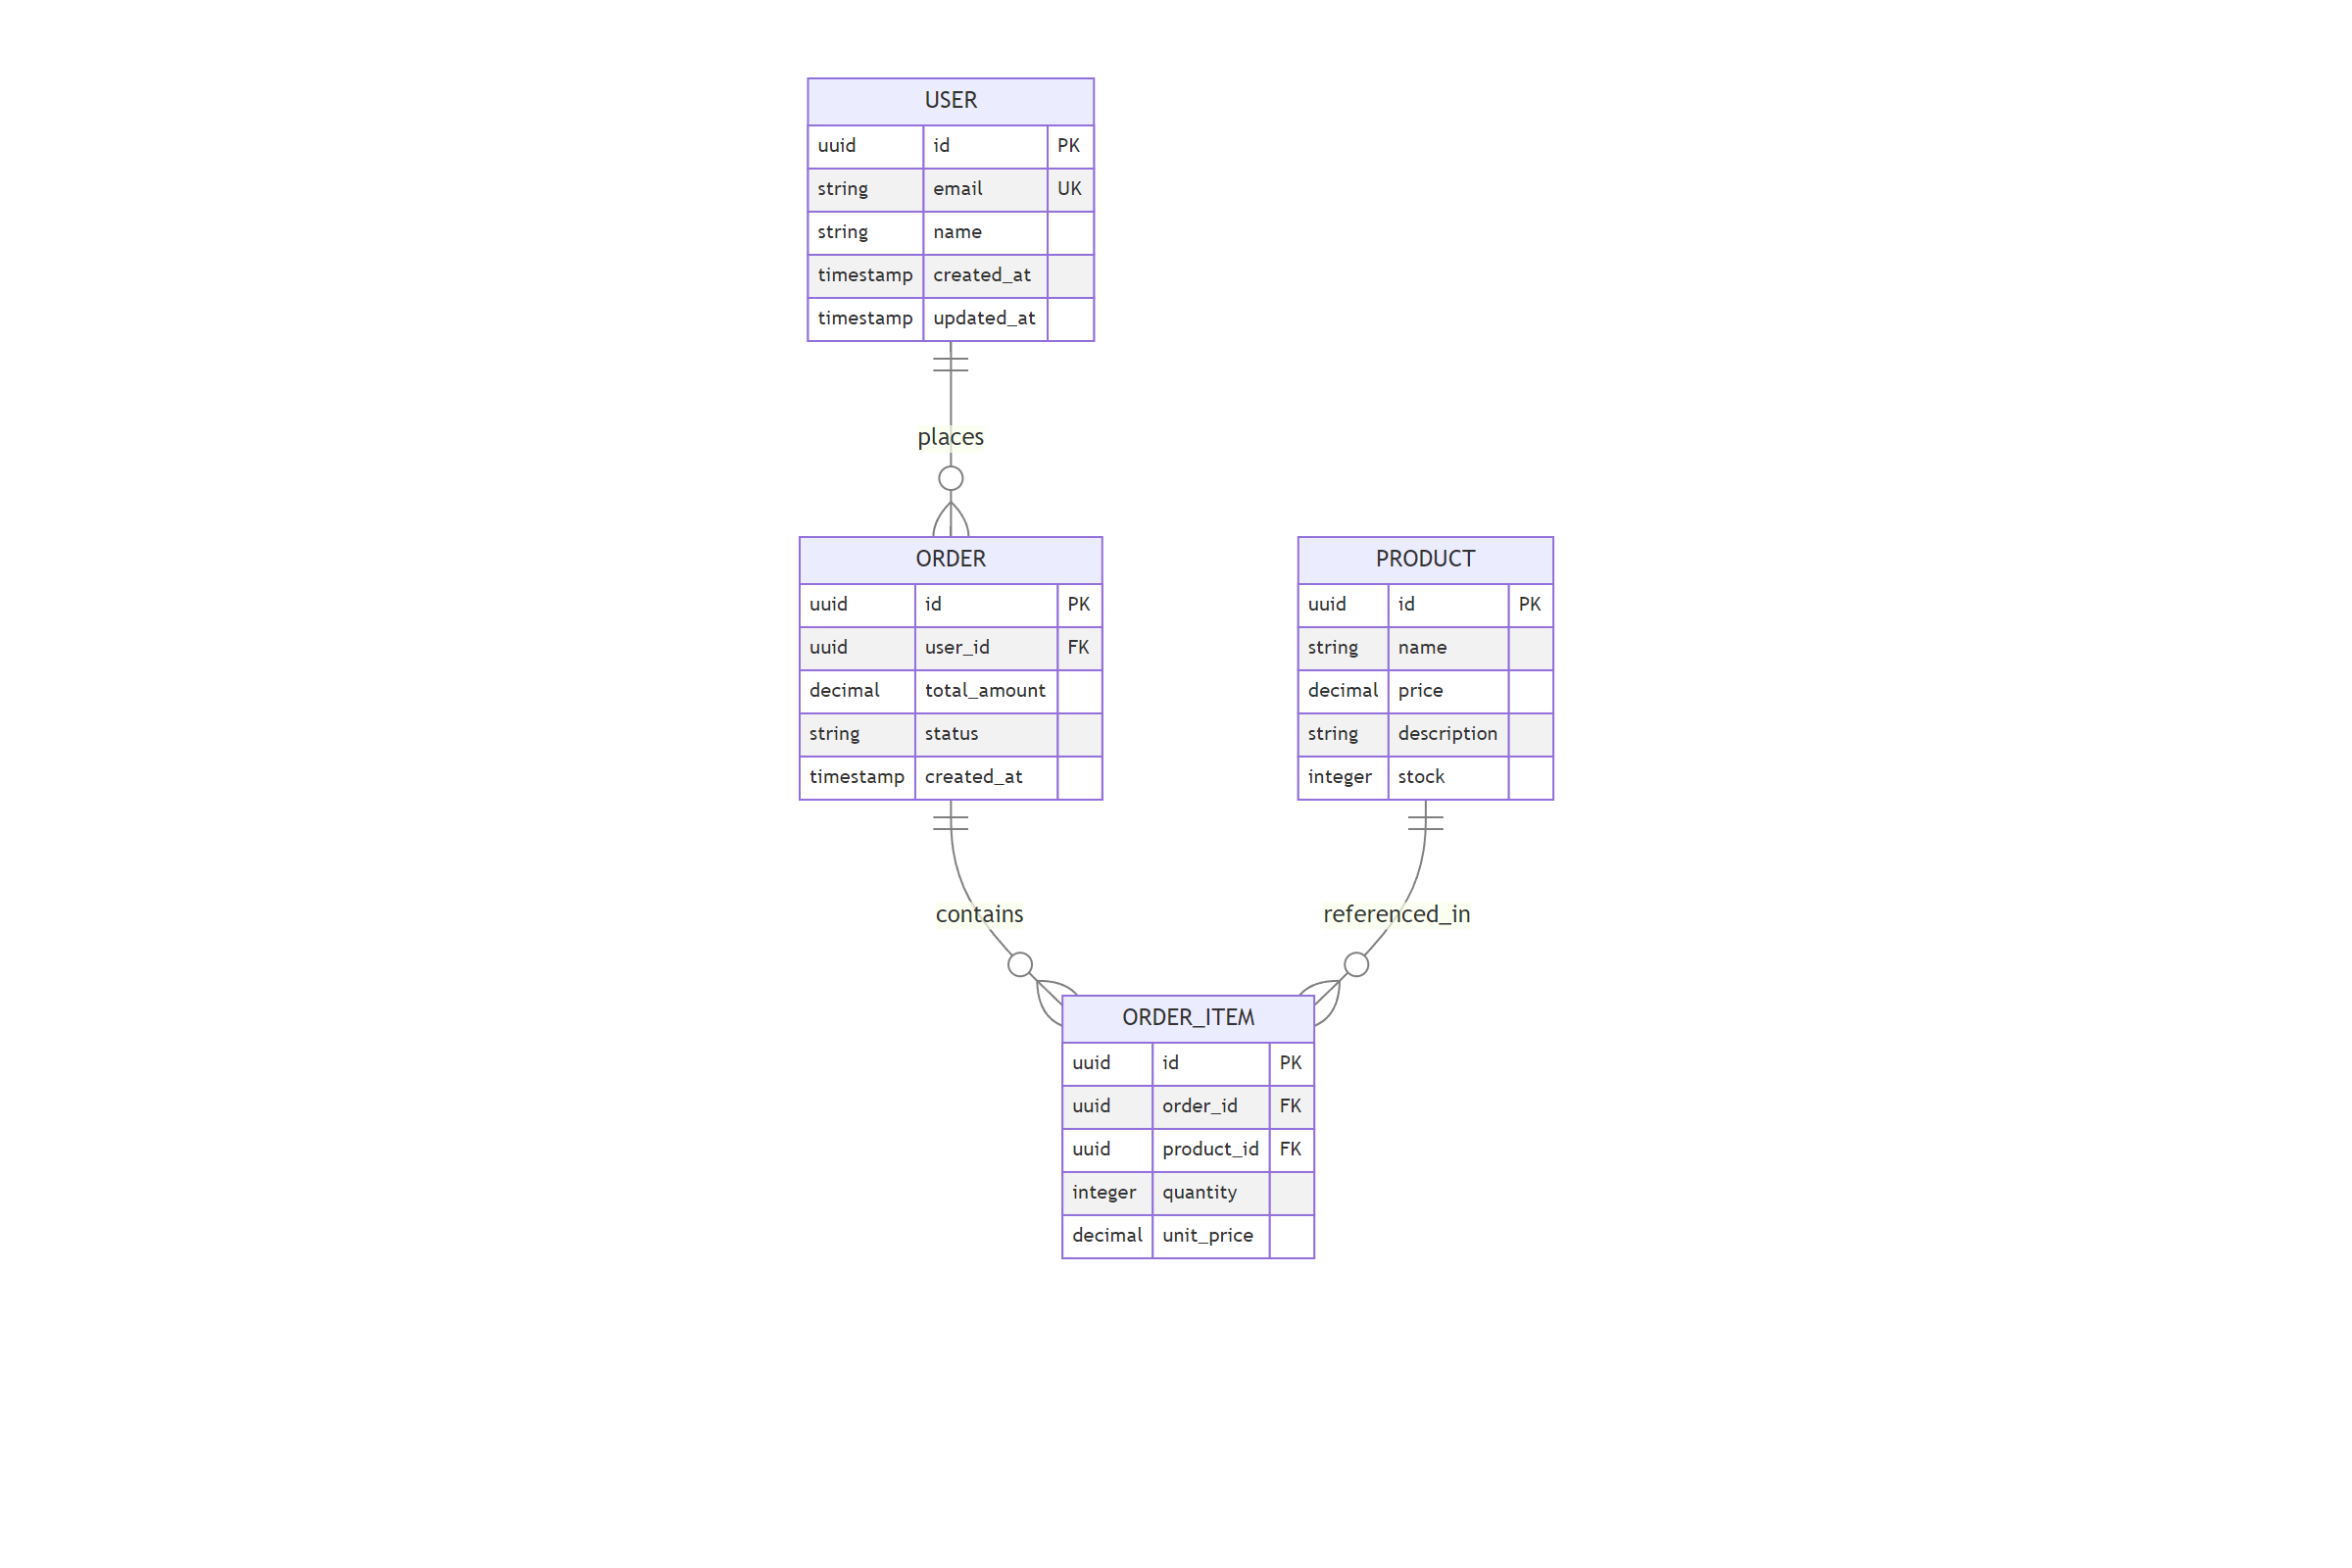 USER
uuid id PK
string email UK
string name
timestamp created_at
timestamp updated_at
places
ORDER
uuid id PK
uuid user_id FK
decimal total_amount
string status
timestamp created_at
PRODUCT
uuid id PK
string name
decimal price
string description
integer stock
contains
referenced_in
ORDER_ITEM
uuid id PK
uuid order_id FK
uuid product_id FK
integer quantity
decimal unit_price